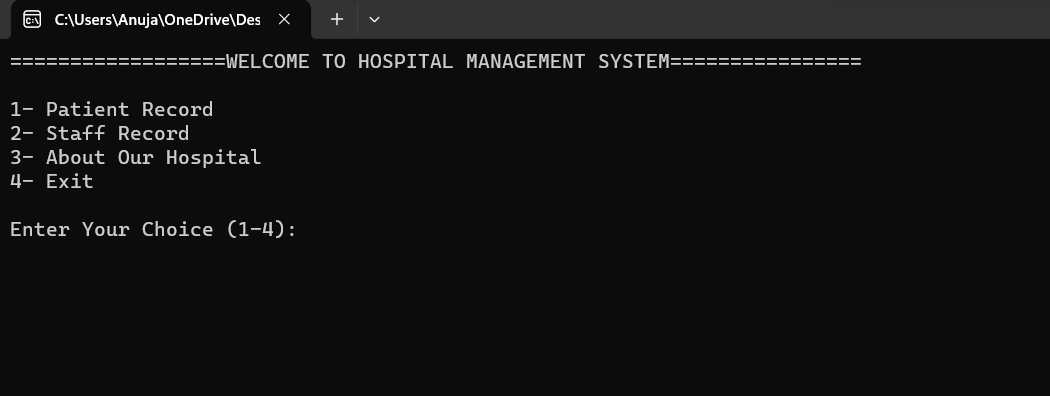 C:\Users\Anuja\OneDrive\Des
==================WELCOME TO HOSPITAL MANAGEMENT SYSTEM================
1- Patient Record
2- Staff Record
3- About Our Hospital
4- Exit
Enter Your Choice (1-4):